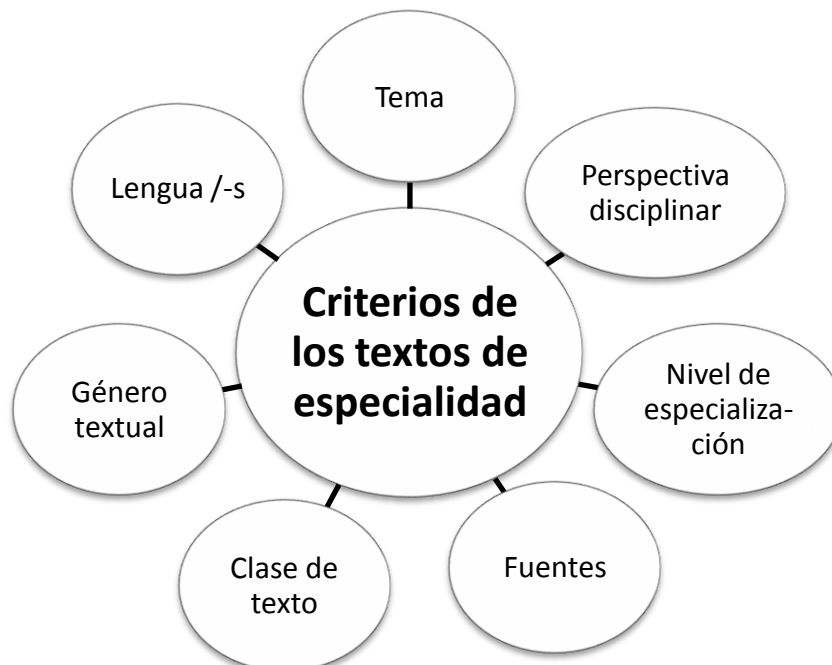 Tema
Perspectiva
disciplinar
Nivel de
especializa-
ción
Fuentes
Clase de
texto
Género
textual
Lengua /-s
Criterios de
los textos de
especialidad